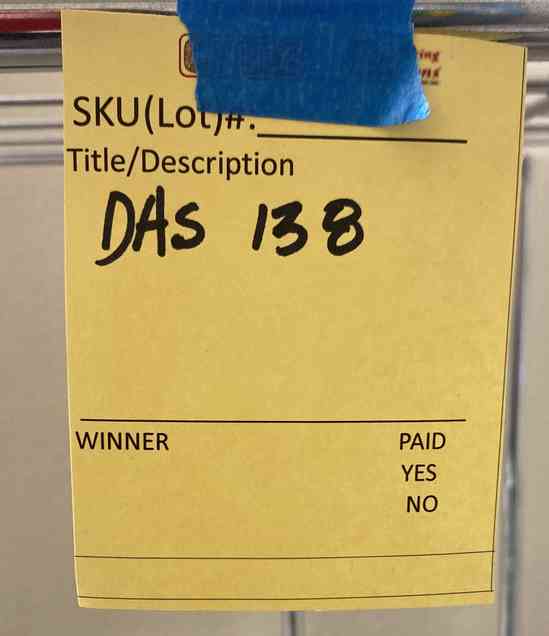 SKU(Lot)#:
Title/Description
DAS 138
WINNER PAID
YES
NO